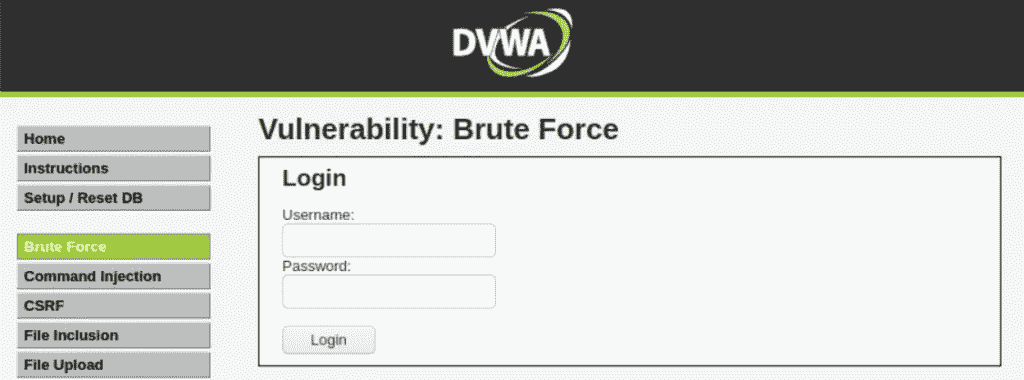 DVWA
Home
Instructions
Setup / Reset DB
Brute Force
Command Injection
CSRF
File Inclusion
File Upload
Vulnerability: Brute Force
Login
Username:
Password:
Login